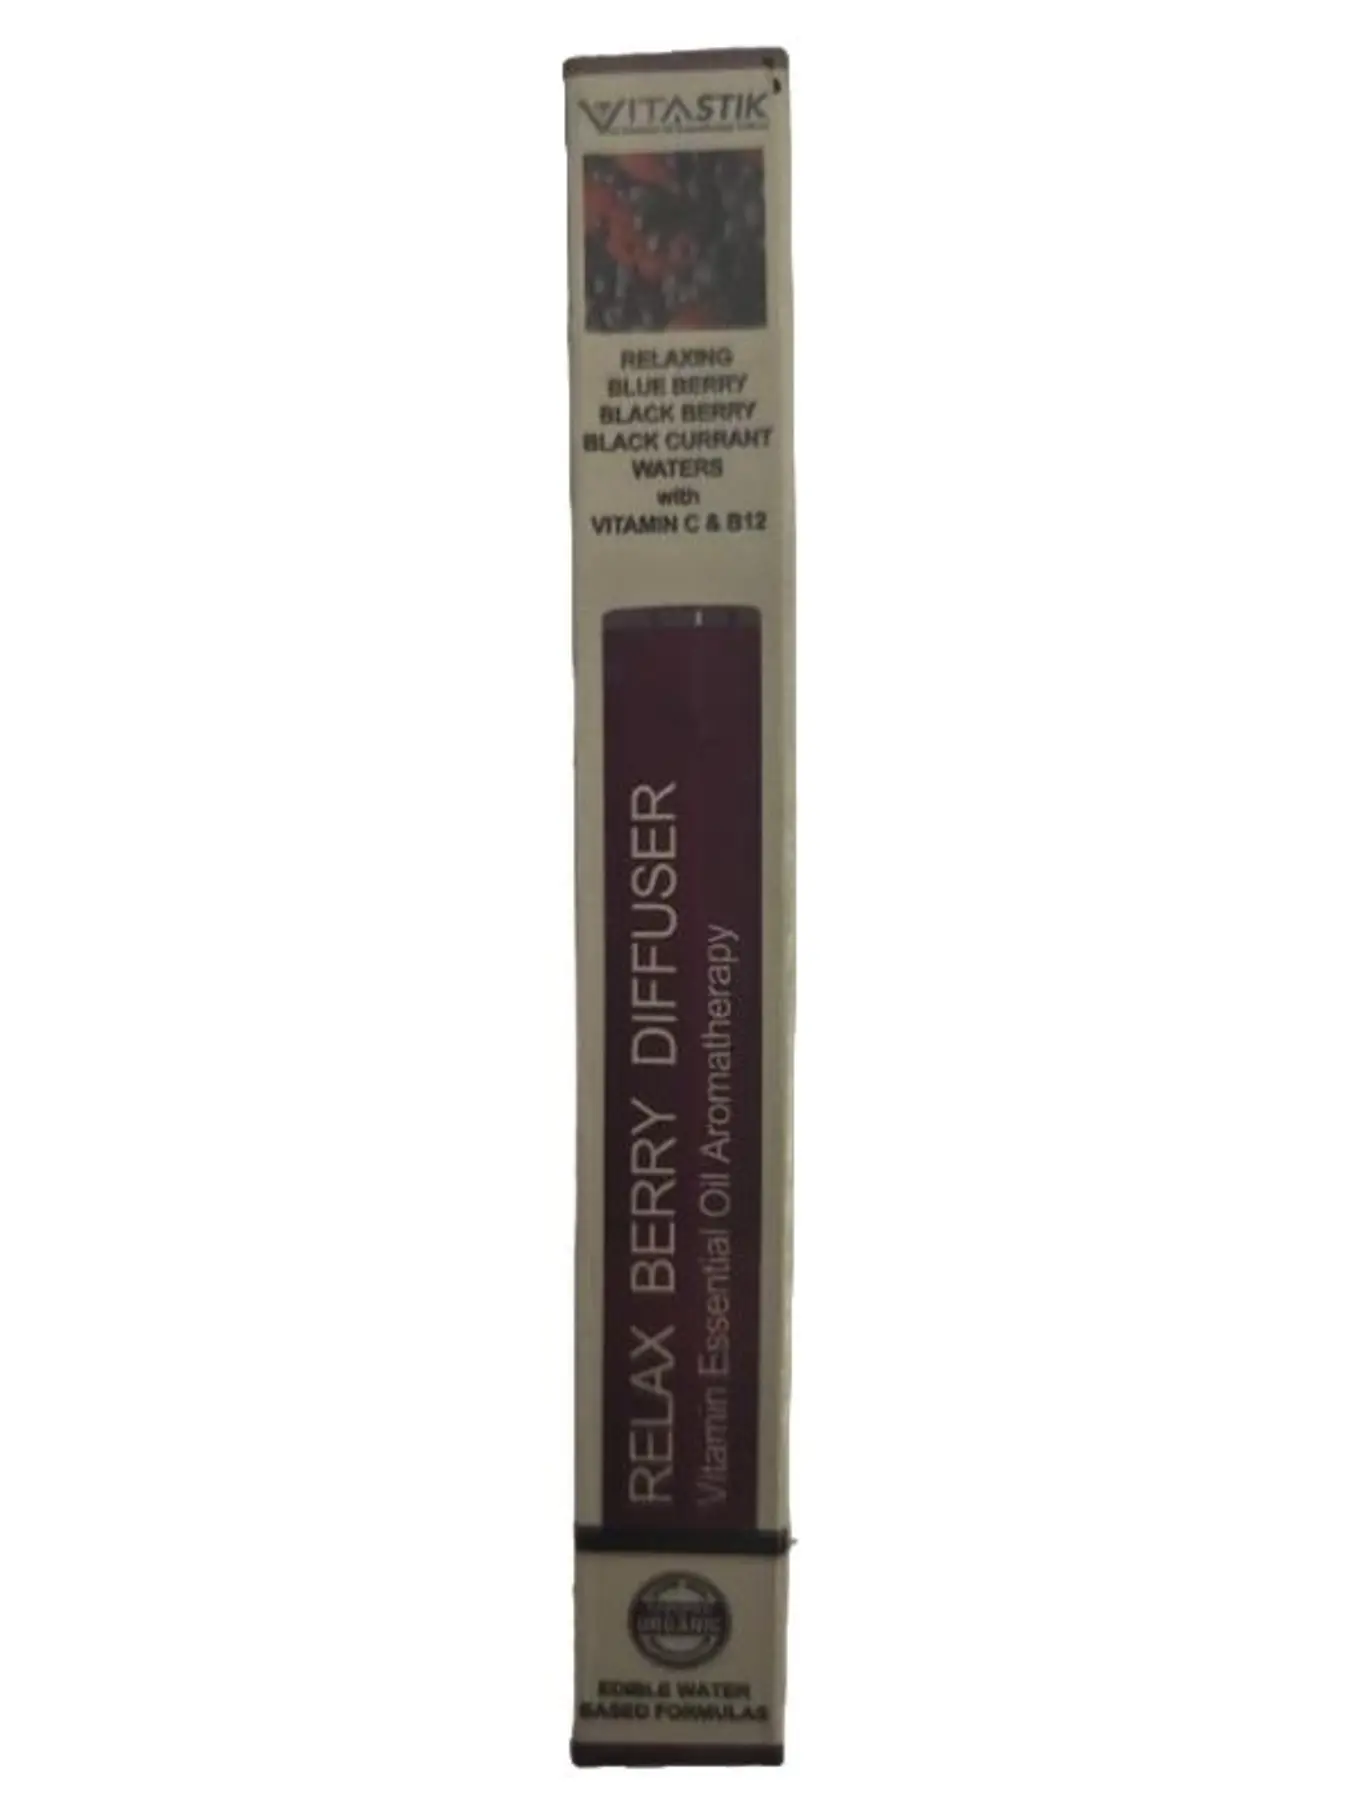 VITASTIK
RELAXING
BLUE BERRY
BLACK BERRY
BLACK CURRANT
WATERS
with
VITAMIN C & B12
RELAX BERRY DIFFUSER
Vitamin Essential Oil Aromatherapy
ORGANIC
EDIBLE WATER
BASED FORMULAS